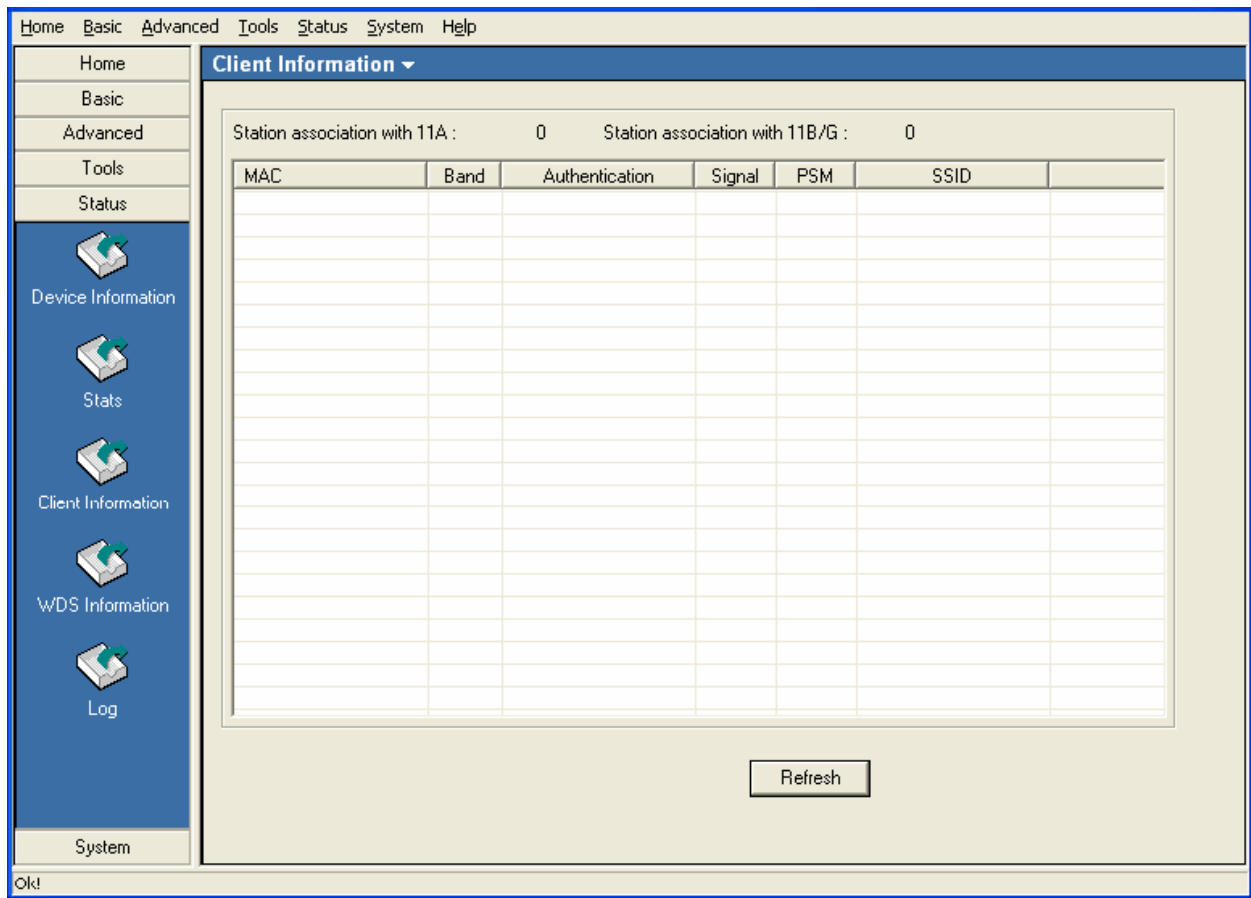 Home Basic Advanced Tools Status System Help
Home
Basic
Advanced
Tools
Status
Device Information
Stats
Client Information
WDS Information
Log
System
Client Information
Station association with 11A : 0 Station association with 11B/G : 0
MAC Band Authentication Signal PSM SSID
Refresh
Ok!